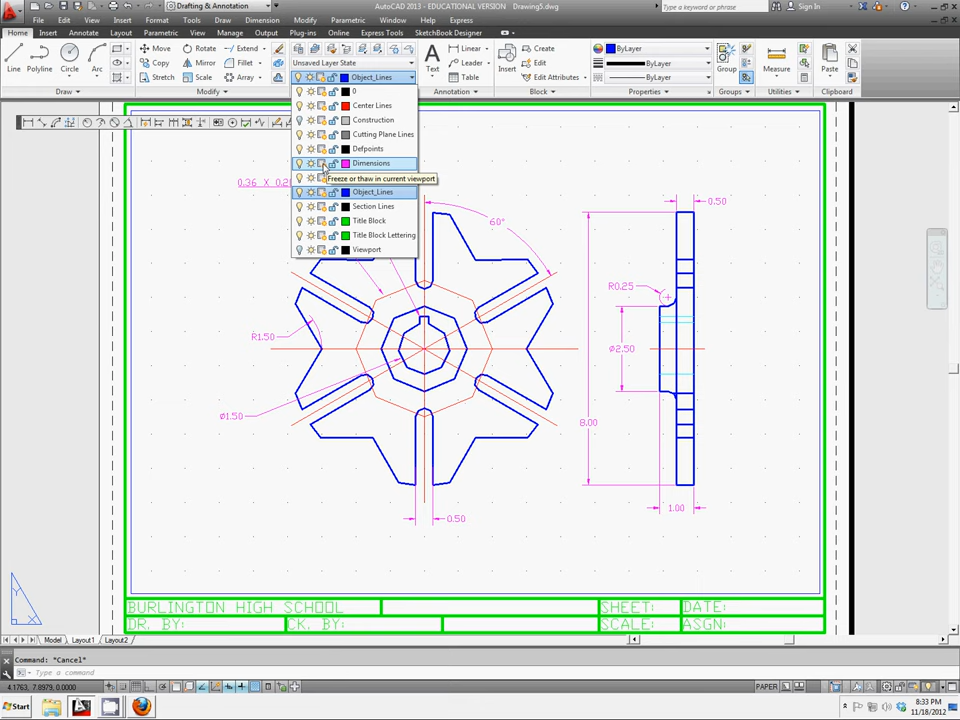 Drafting & Annotation
AutoCAD 2013 - EDUCATIONAL VERSION Drawing5.dwg
Type a keyword or phrase
Sign In
File Edit View Insert Format Tools Draw Dimension Modify Parametric Window Help Express
Home Insert Annotate Layout Parametric View Manage Output Plug-ins Online Express Tools SketchBook Designer
Line Polyline Circle Arc
Move Rotate Extend
Copy Mirror Fillet
Stretch Scale Array
Unsaved Layer State
Object_Lines
Text
Linear
Leader
Table
Insert
Create
Edit
Edit Attributes
ByLayer
ByLayer
ByLayer
Group
Measure
Paste
Draw Modify Annotation Block Properties Groups Utilities Clipboard
0
Center Lines
Construction
Cutting Plane Lines
Defpoints
Dimensions
Freeze or thaw in current viewport
Object_Lines
Section Lines
Title Block
Title Block Lettering
Viewport
60°
0.50
R0.25
R1.50
Ø2.50
Ø1.50
8.00
0.50
1.00
BURLINGTON HIGH SCHOOL SHEET: DATE:
DR. BY: CK. BY: SCALE: ASGN:
Y
X
Model Layout1 Layout2
Command: *Cancel*
Type a command
4.1763, 7.8979, 0.0000
PAPER
Start
8:33 PM
11/18/2012